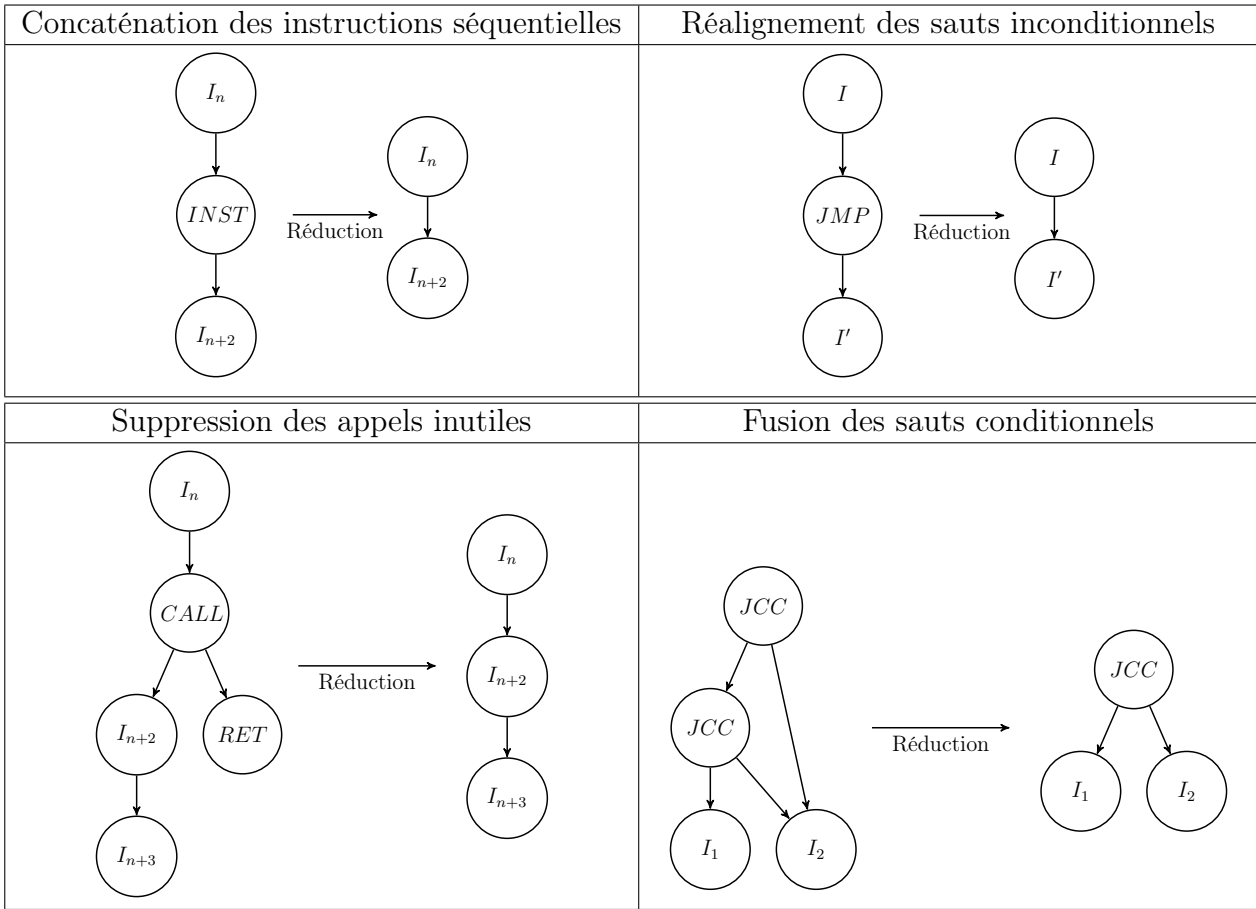 Concaténation des instructions séquentielles
I_n
INST
I_{n+2}
Réduction
I_n
I_{n+2}
Réalignement des sauts inconditionnels
I
JMP
I'
Réduction
I
I'
Suppression des appels inutiles
I_n
CALL
I_{n+2} RET
I_{n+3}
Réduction
I_n
I_{n+2}
I_{n+3}
Fusion des sauts conditionnels
JCC
JCC
I_1 I_2
Réduction
JCC
I_1 I_2